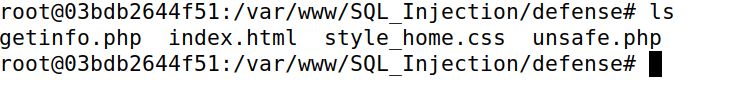 root@03bdb2644f51:/var/www/SQL_Injection/defense# ls
getinfo.php  index.html  style_home.css  unsafe.php
root@03bdb2644f51:/var/www/SQL_Injection/defense#